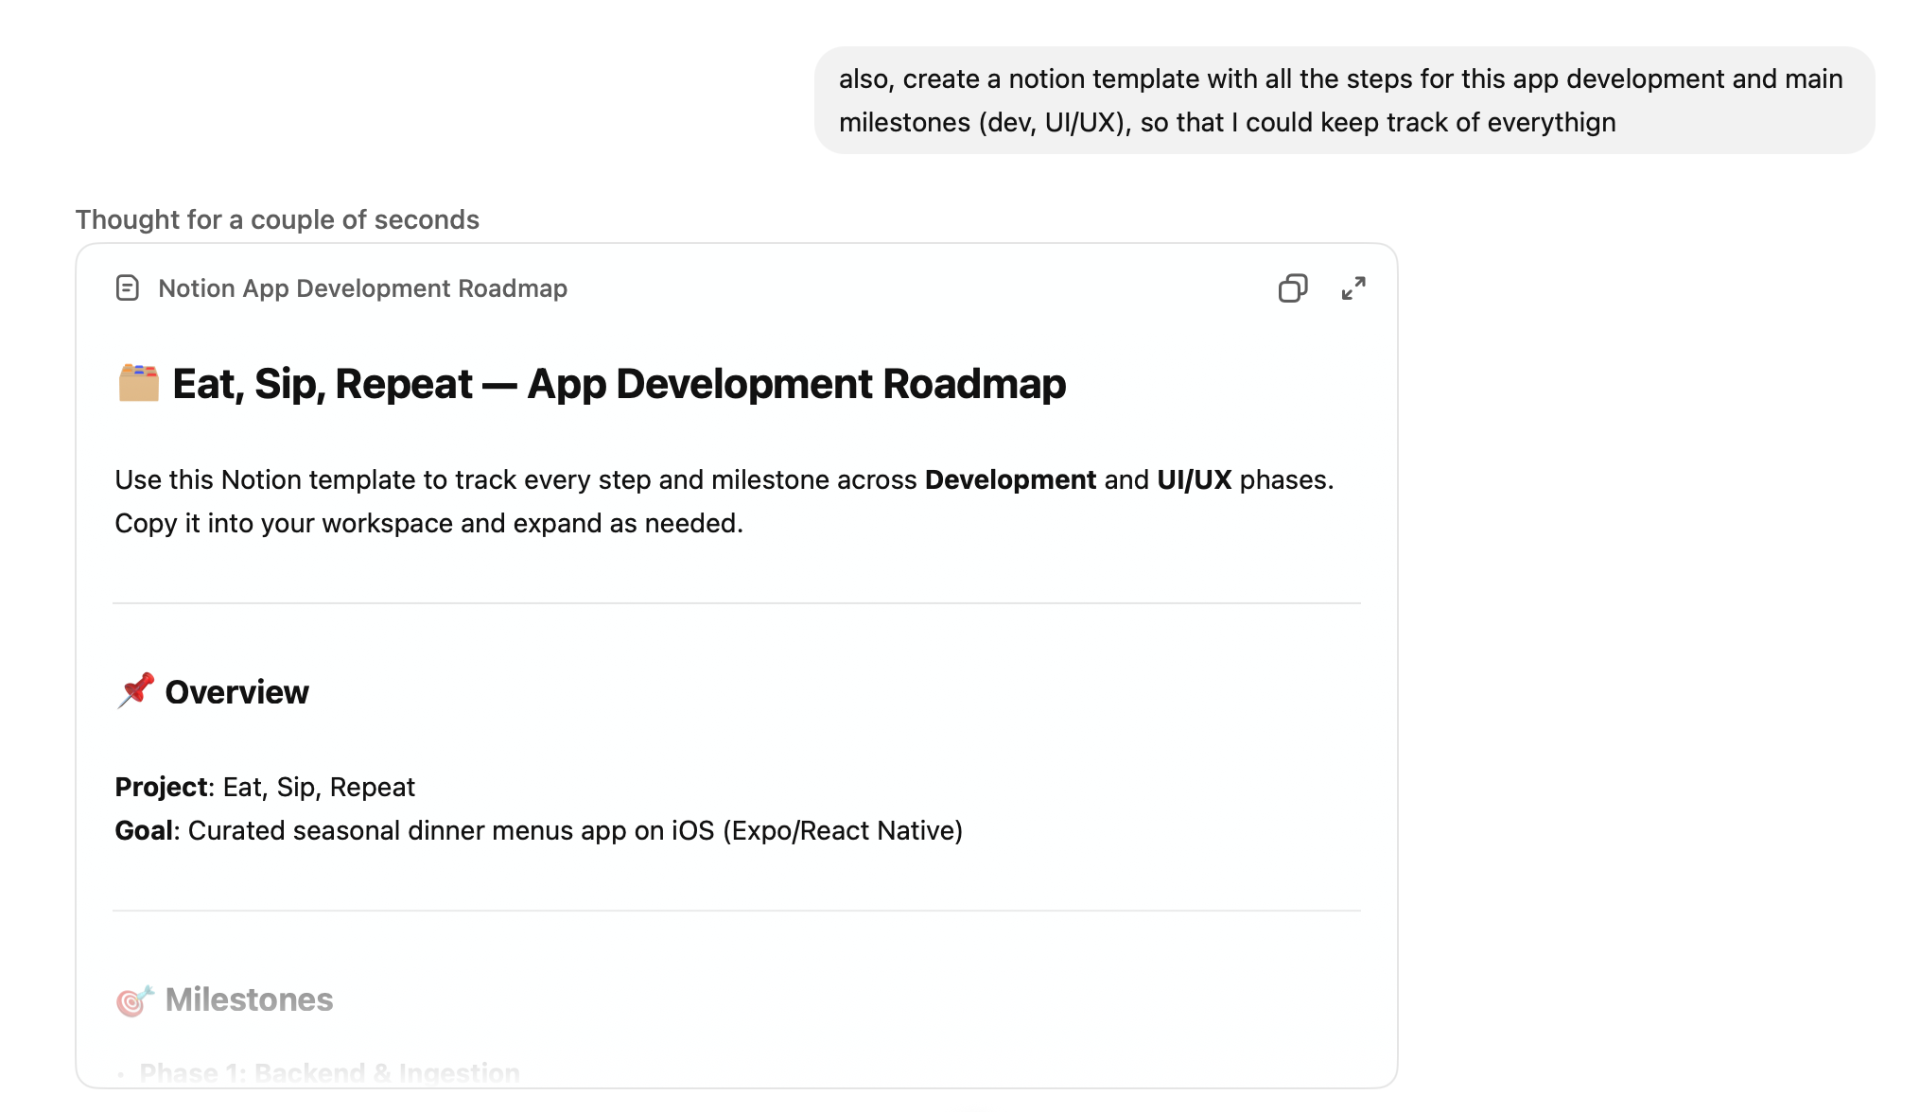 also, create a notion template with all the steps for this app development and main
milestones (dev, UI/UX), so that I could keep track of everythign
Thought for a couple of seconds
Notion App Development Roadmap
Eat, Sip, Repeat — App Development Roadmap
Use this Notion template to track every step and milestone across Development and UI/UX phases.
Copy it into your workspace and expand as needed.
Overview
Project: Eat, Sip, Repeat
Goal: Curated seasonal dinner menus app on iOS (Expo/React Native)
Milestones
• Phase 1: Backend & Ingestion